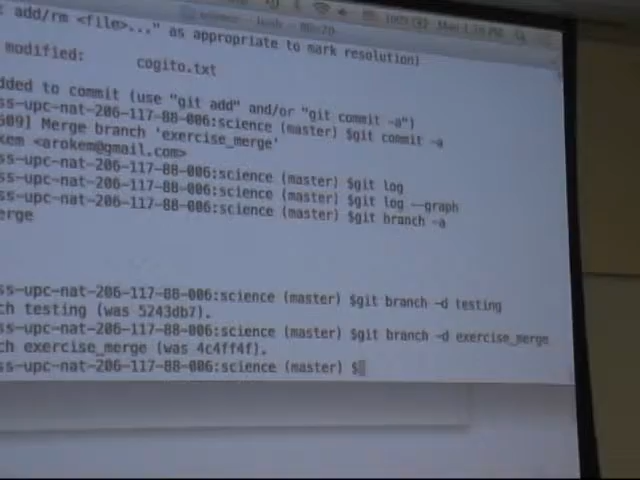 add/rm <file>..." as appropriate to mark resolution)
modified: cogito.txt
dded to commit (use "git add" and/or "git commit -a")
ss-upc-nat-206-117-88-006:science (master) $git commit -a
609] Merge branch 'exercise_merge'
kem <arokem@gmail.com>
ss-upc-nat-206-117-88-006:science (master) $git log
ss-upc-nat-206-117-88-006:science (master) $git log --graph
ss-upc-nat-206-117-88-006:science (master) $git branch -a
erge
ss-upc-nat-206-117-88-006:science (master) $git branch -d testing
ch testing (was 5243db7).
ss-upc-nat-206-117-88-006:science (master) $git branch -d exercise_merge
ch exercise_merge (was 4c4ff4f).
ss-upc-nat-206-117-88-006:science (master) $